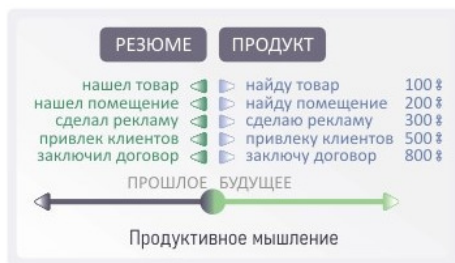 РЕЗЮМЕ ПРОДУКТ
нашел товар найду товар 100 $
нашел помещение найду помещение 200 $
сделал рекламу сделаю рекламу 300 $
привлек клиентов привлеку клиентов 500 $
заключил договор заключу договор 800 $
ПРОШЛОЕ БУДУЩЕЕ
Продуктивное мышление